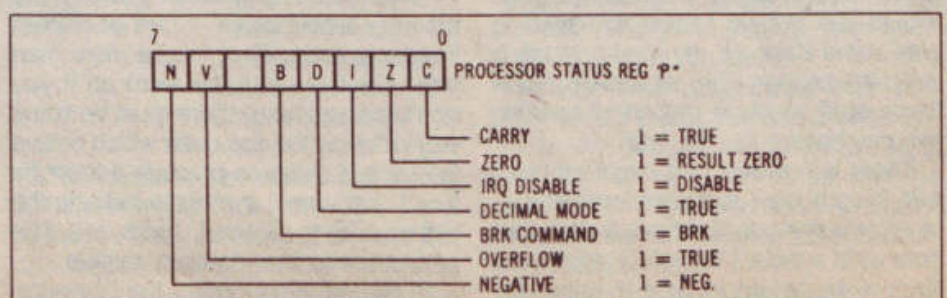 7 0
N V B D I Z C PROCESSOR STATUS REG "P"
CARRY 1 = TRUE
ZERO 1 = RESULT ZERO
IRQ DISABLE 1 = DISABLE
DECIMAL MODE 1 = TRUE
BRK COMMAND 1 = BRK
OVERFLOW 1 = TRUE
NEGATIVE 1 = NEG.